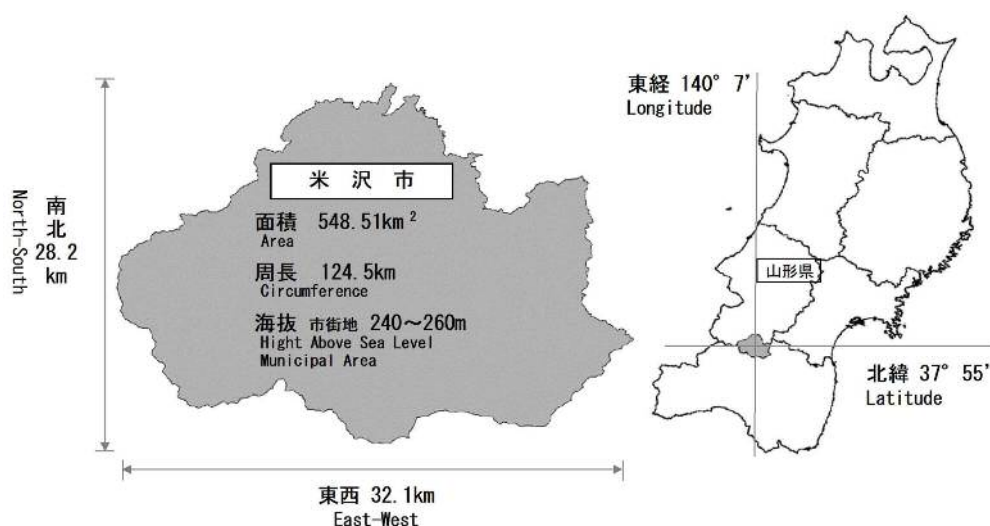 米沢市
面積 548.51km²
Area
周長 124.5km
Circumference
海抜 市街地 240～260m
Hight Above Sea Level
Municipal Area
南北
28.2
km
North-South
東西 32.1km
East-West
東経 140° 7'
Longitude
山形県
北緯 37° 55'
Latitude